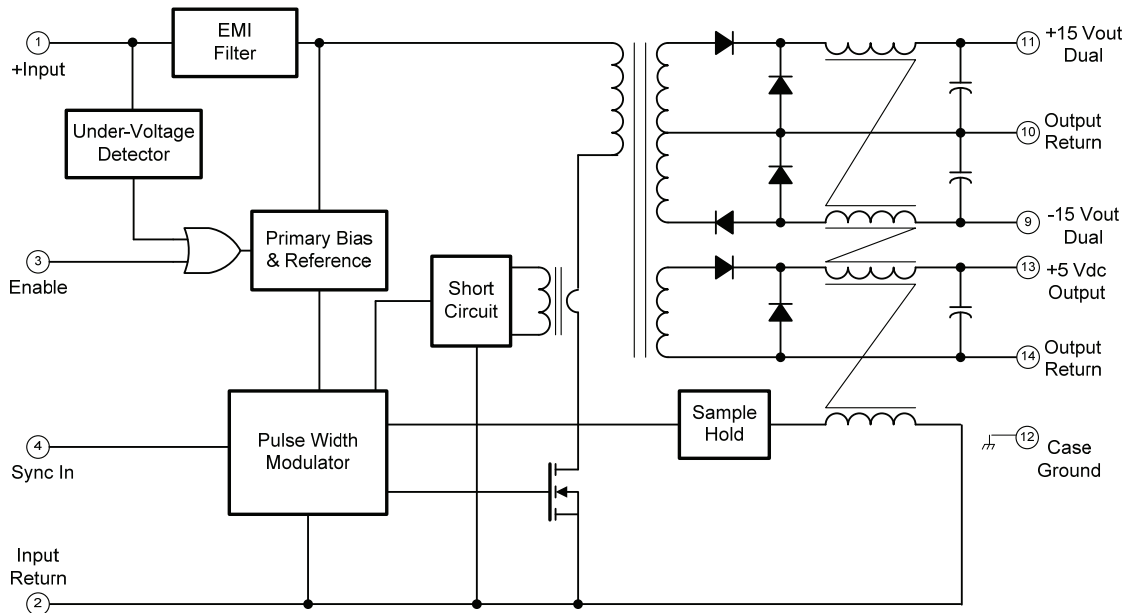 1
+Input
EMI
Filter
11
+15 Vout
Dual
Under-Voltage
Detector
10
Output
Return
3
Enable
Primary Bias
& Reference
9
-15 Vout
Dual
Short
Circuit
13
+5 Vdc
Output
14
Output
Return
4
Sync In
Pulse Width
Modulator
Sample
Hold
12
Case
Ground
Input
Return
2